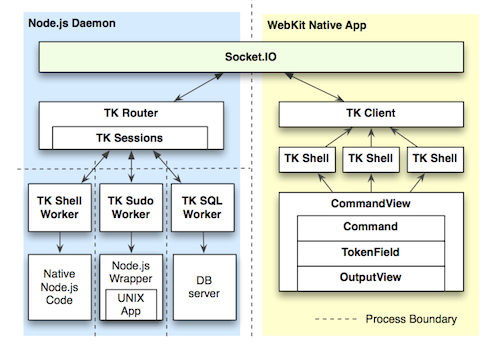 Node.js Daemon
WebKit Native App
Socket.IO
TK Router
TK Sessions
TK Client
TK Shell
TK Shell
TK Shell
TK Shell
Worker
TK Sudo
Worker
TK SQL
Worker
CommandView
Command
TokenField
OutputView
Native
Node.js
Code
Node.js
Wrapper
UNIX
App
DB
server
Process Boundary